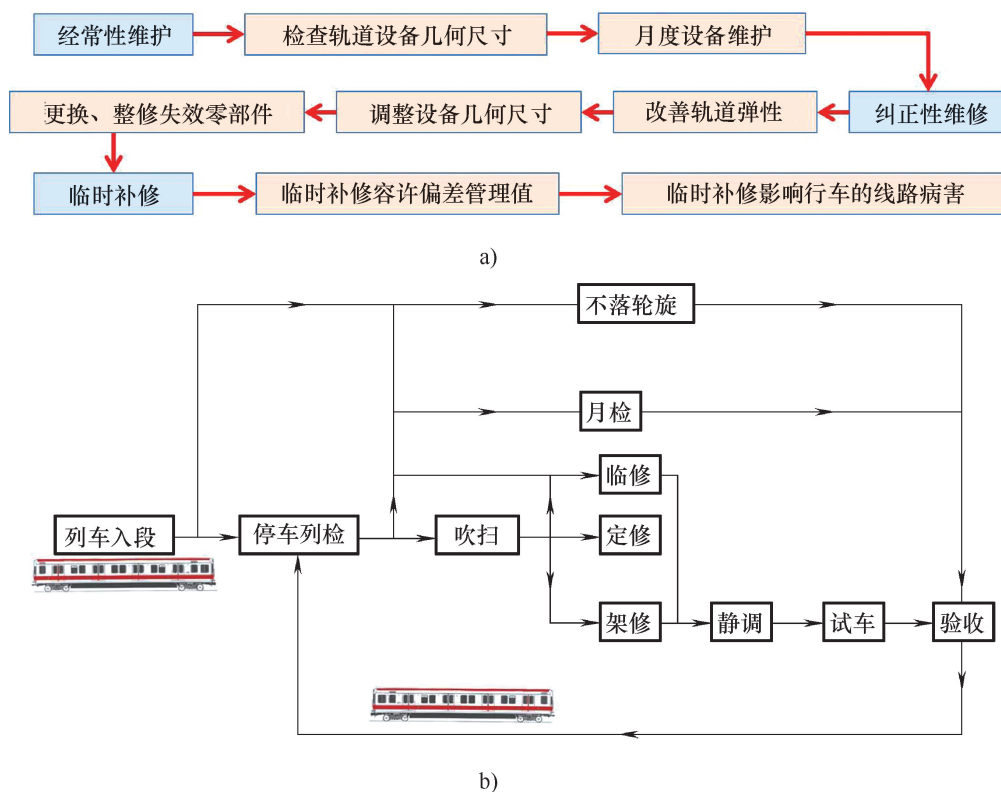 经常性维护
检查轨道设备几何尺寸
月度设备维护
更换、整修失效零部件
调整设备几何尺寸
改善轨道弹性
纠正性维修
临时补修
临时补修容许偏差管理值
临时补修影响行车的线路病害
a)
不落轮旋
月检
临修
列车入段
停车列检
吹扫
定修
架修
静调
试车
验收
b)